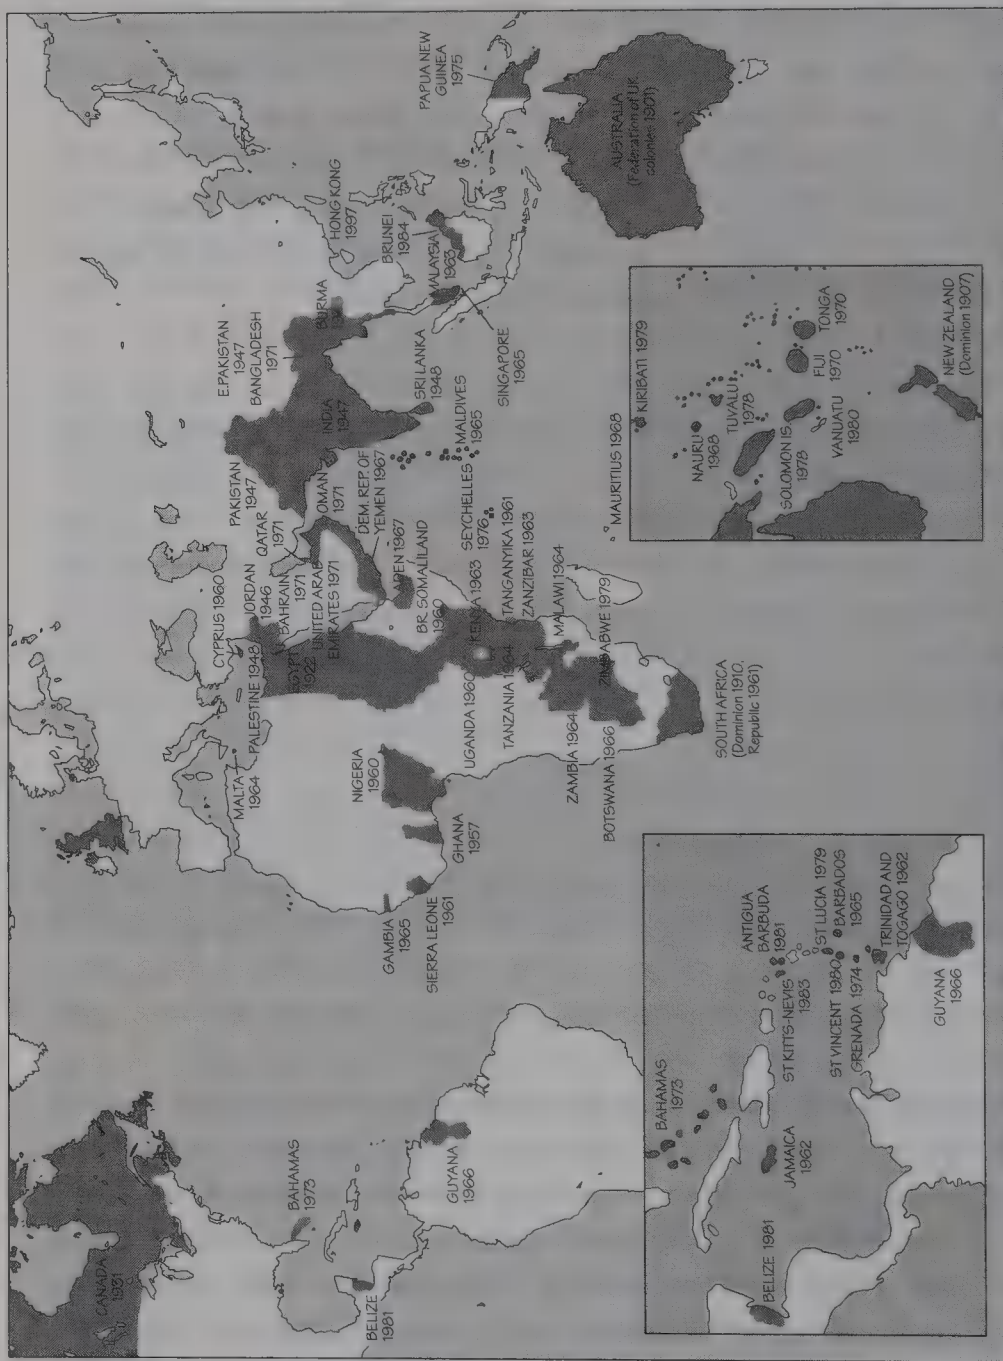 CANADA
1931
BAHAMAS
1973
BELIZE
1981
GUYANA
1966
GAMBIA
1965
SIERRA LEONE
1961
GHANA
1957
NIGERIA
1960
MALTA
1964
PALESTINE 1948
CYPRUS 1960
JORDAN
1946
EGYPT
1922
BAHRAIN
1971
UNITED ARAB
EMIRATES 1971
QATAR
1971
OMAN
1971
DEM. REP. OF
YEMEN 1967
ADEN 1967
BR. SOMALILAND
1960
UGANDA 1960
KENYA 1963
TANZANIA 1964
TANGANYIKA 1961
ZANZIBAR 1963
MALAWI 1964
ZAMBIA 1964
ZIMBABWE 1979
BOTSWANA 1966
SOUTH AFRICA
(Dominion 1910,
Republic 1961)
SEYCHELLES
1976
MAURITIUS 1968
MALDIVES
1965
PAKISTAN
1947
INDIA
1947
E.PAKISTAN
1947
BANGLADESH
1971
BURMA
SRI LANKA
1948
SINGAPORE
1965
MALAYSIA
1963
BRUNEI
1984
HONG KONG
1997
PAPUA NEW
GUINEA
1975
AUSTRALIA
(Federation of UK
colonies 1901)
BELIZE 1981
BAHAMAS
1973
JAMAICA
1962
ANTIGUA
BARBUDA
1981
ST KITTS-NEVIS
1983
ST LUCIA 1979
BARBADOS
1965
ST VINCENT 1980
GRENADA 1974
TRINIDAD AND
TOGAGO 1962
GUYANA
1966
KIRIBATI 1979
NAURU
1968
TUVALU
1978
SOLOMON IS
1978
VANUATU
1980
FIJI
1970
TONGA
1970
NEW ZEALAND
(Dominion 1907)